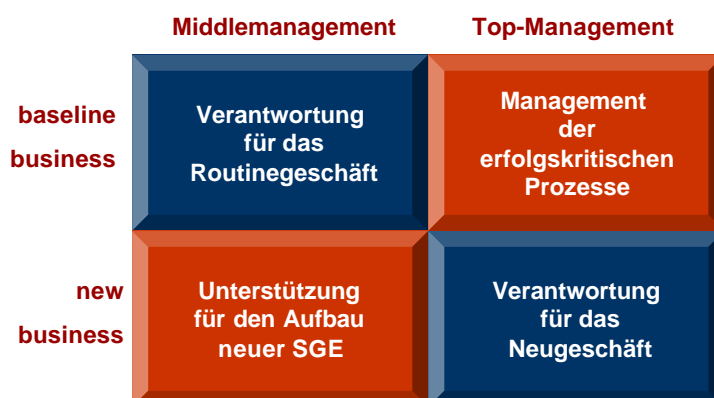 Middlemanagement
Top-Management
baseline
business
Verantwortung
für das
Routinegeschäft
Management
der
erfolgskritischen
Prozesse
new
business
Unterstützung
für den Aufbau
neuer SGE
Verantwortung
für das
Neugeschäft